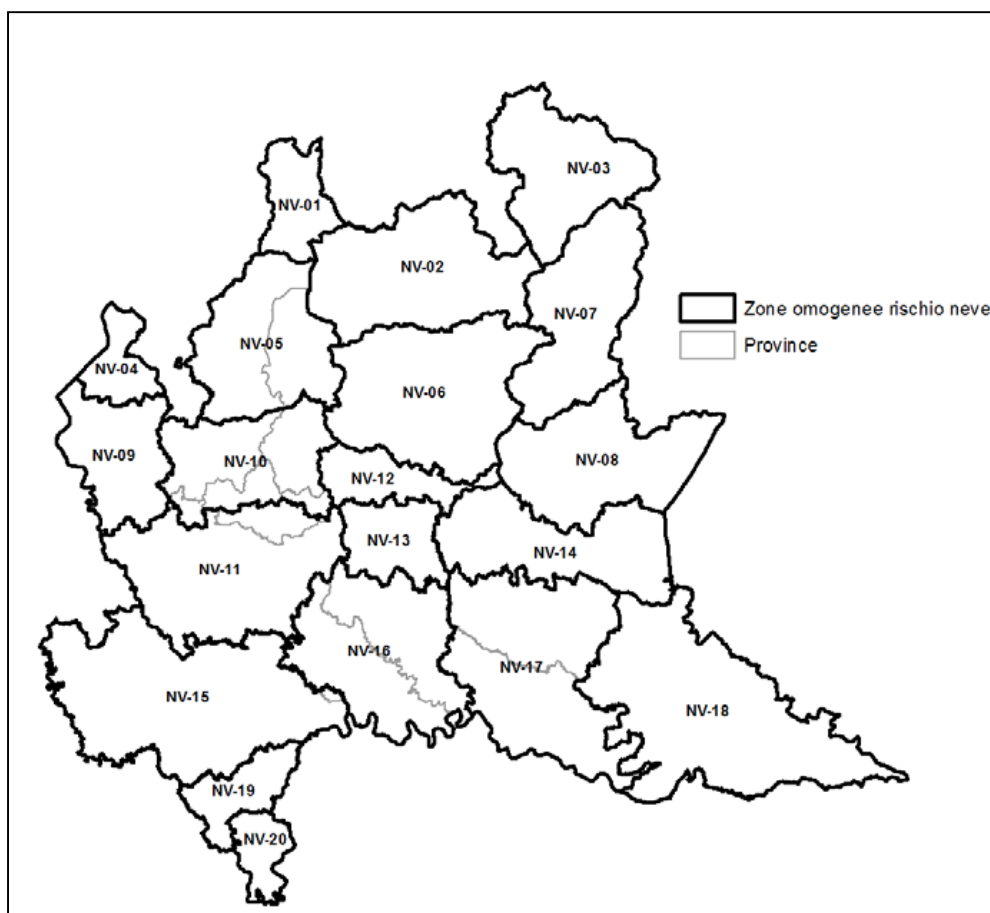 NV-03
NV-01
NV-02
NV-07
Zone omogenee rischio neve
Province
NV-05
NV-04
NV-06
NV-09
NV-10
NV-08
NV-12
NV-13
NV-14
NV-11
NV-16
NV-17
NV-15
NV-18
NV-19
NV-20